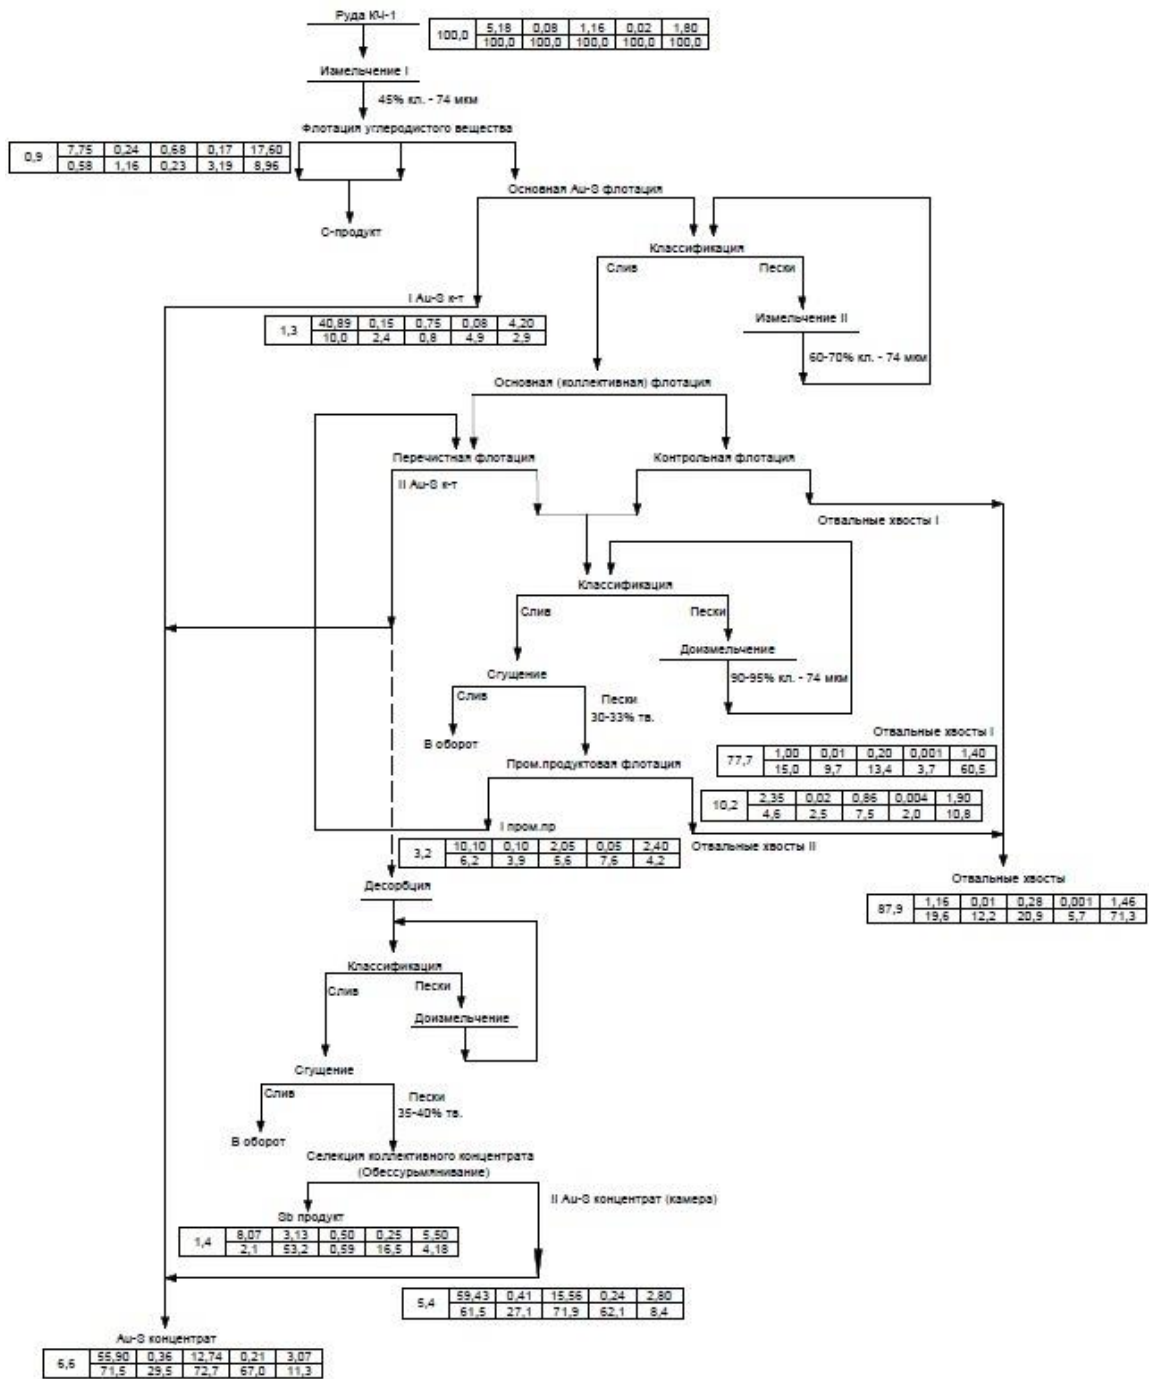 Руда КЧ-1
100,0 5,18 0,08 1,16 0,02 1,80
100,0 100,0 100,0 100,0 100,0
Измельчение I
45% кл. - 74 мкм
Флотация углеродистого вещества
0,9 7,75 0,24 0,68 0,17 17,60
0,58 1,16 0,23 3,19 8,96
Основная Au-S флотация
С-продукт
Классификация
Слив
Пески
I Au-S к-т
1,3 40,89 0,15 0,75 0,08 4,20
10,0 2,4 0,8 4,9 2,9
Измельчение II
60-70% кл. - 74 мкм
Основная (коллективная) флотация
Перечистная флотация
Контрольная флотация
II Au-S к-т
Отвальные хвосты I
Классификация
Слив
Пески
Доизмельчение
90-95% кл. - 74 мкм
Сгущение
Слив
Пески
30-33% тв.
В оборот
Отвальные хвосты I
77,7 1,00 0,01 0,20 0,001 1,40
15,0 9,7 13,4 3,7 60,5
Пром.продуктовая флотация
10,2 2,35 0,02 0,86 0,004 1,90
4,6 2,5 7,5 2,0 10,8
I пром.пр
Отвальные хвосты II
3,2 10,10 0,10 2,05 0,05 2,40
6,2 3,9 5,6 7,6 4,2
Десорбция
Отвальные хвосты
87,9 1,16 0,01 0,28 0,001 1,46
19,6 12,2 20,9 5,7 71,3
Классификация
Слив
Пески
Доизмельчение
Сгущение
Слив
Пески
35-40% тв.
В оборот
Селекция коллективного концентрата
(Обессурьмянивание)
II Au-S концентрат (камера)
Sb продукт
1,4 8,07 3,13 0,50 0,25 5,50
2,1 53,2 0,59 16,5 4,18
5,4 59,43 0,41 15,56 0,24 2,80
61,5 27,1 71,9 62,1 8,4
Au-S концентрат
6,6 55,90 0,36 12,74 0,21 3,07
71,5 29,5 72,7 67,0 11,3